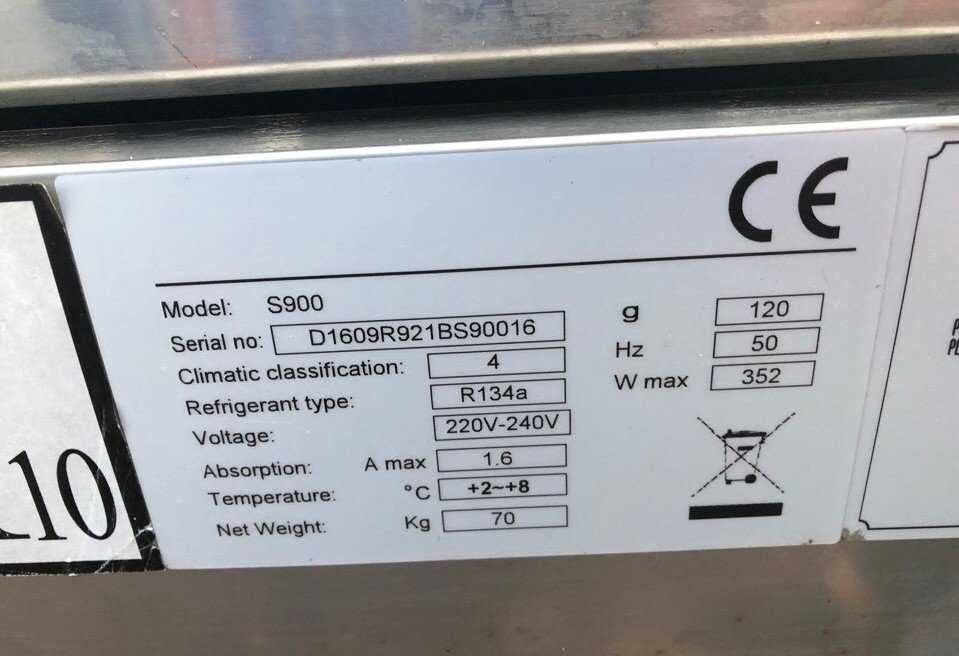 CE
Model: S900
Serial no: D1609R921BS90016
Climatic classification: 4
Refrigerant type: R134a
Voltage: 220V-240V
Absorption: A max 1.6
Temperature: °C +2~+8
Net Weight: Kg 70
g 120
Hz 50
W max 352
10